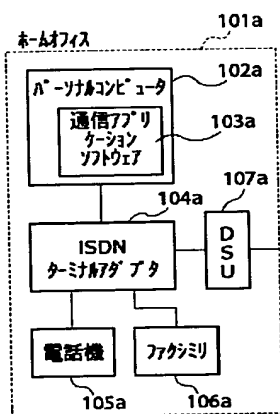 ホームオフィス
101a
パーソナルコンピュータ
102a
通信アプリ
ケーション
ソフトウェア
103a
104a
107a
ISDN
ターミナルアダプタ
DSU
電話機
ファクシミリ
105a
106a